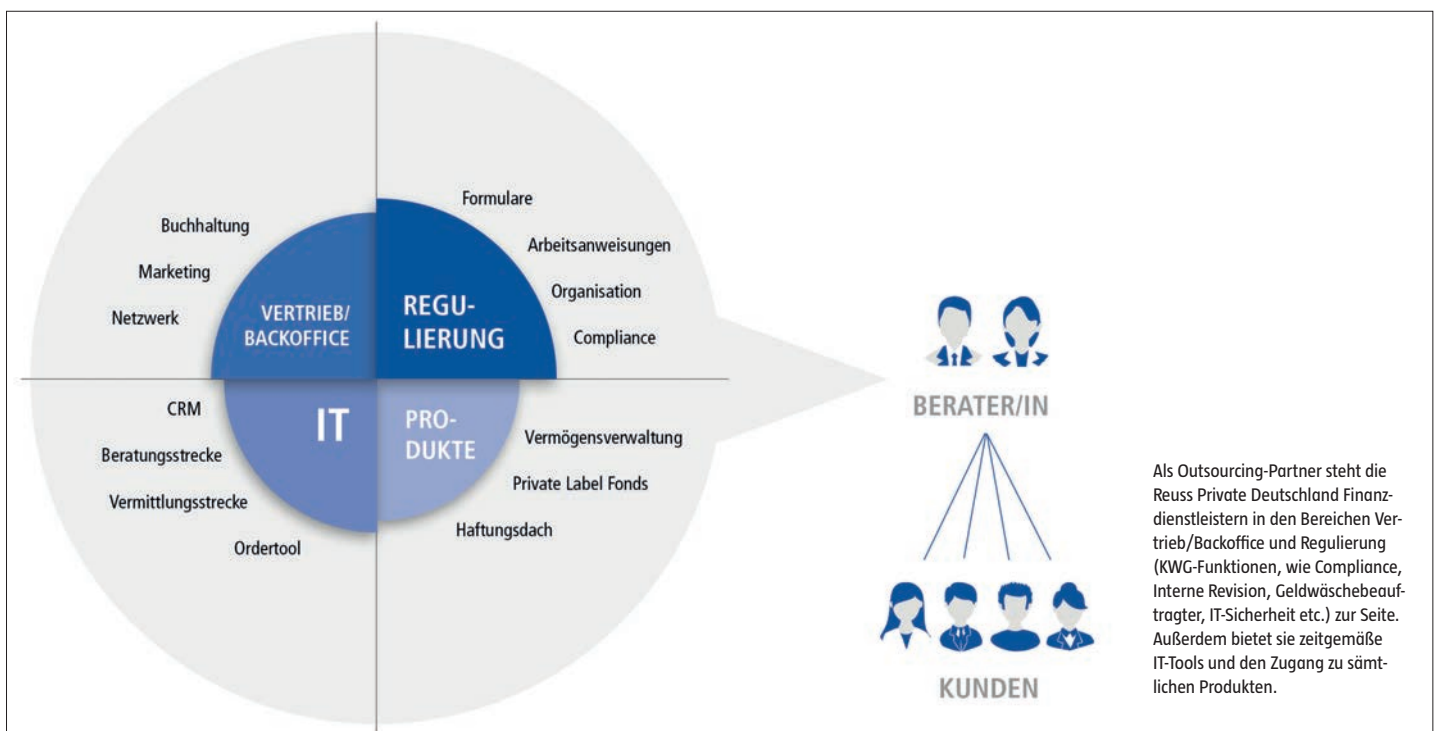 Buchhaltung
Marketing
Netzwerk
VERTRIEB/
BACKOFFICE
Formulare
Arbeitsanweisungen
Organisation
Compliance
REGU-
LIERUNG
CRM
Beratungsstrecke
Vermittlungsstrecke
Ordertool
IT
PRO-
DUKTE
Vermögensverwaltung
Private Label Fonds
Haftungsdach
BERATER/IN
KUNDEN
Als Outsourcing-Partner steht die
Reuss Private Deutschland Finanz-
dienstleistern in den Bereichen Ver-
trieb/Backoffice und Regulierung
(KWG-Funktionen, wie Compliance,
Interne Revision, Geldwäschebeauf-
tragter, IT-Sicherheit etc.) zur Seite.
Außerdem bietet sie zeitgemäße
IT-Tools und den Zugang zu sämt-
lichen Produkten.